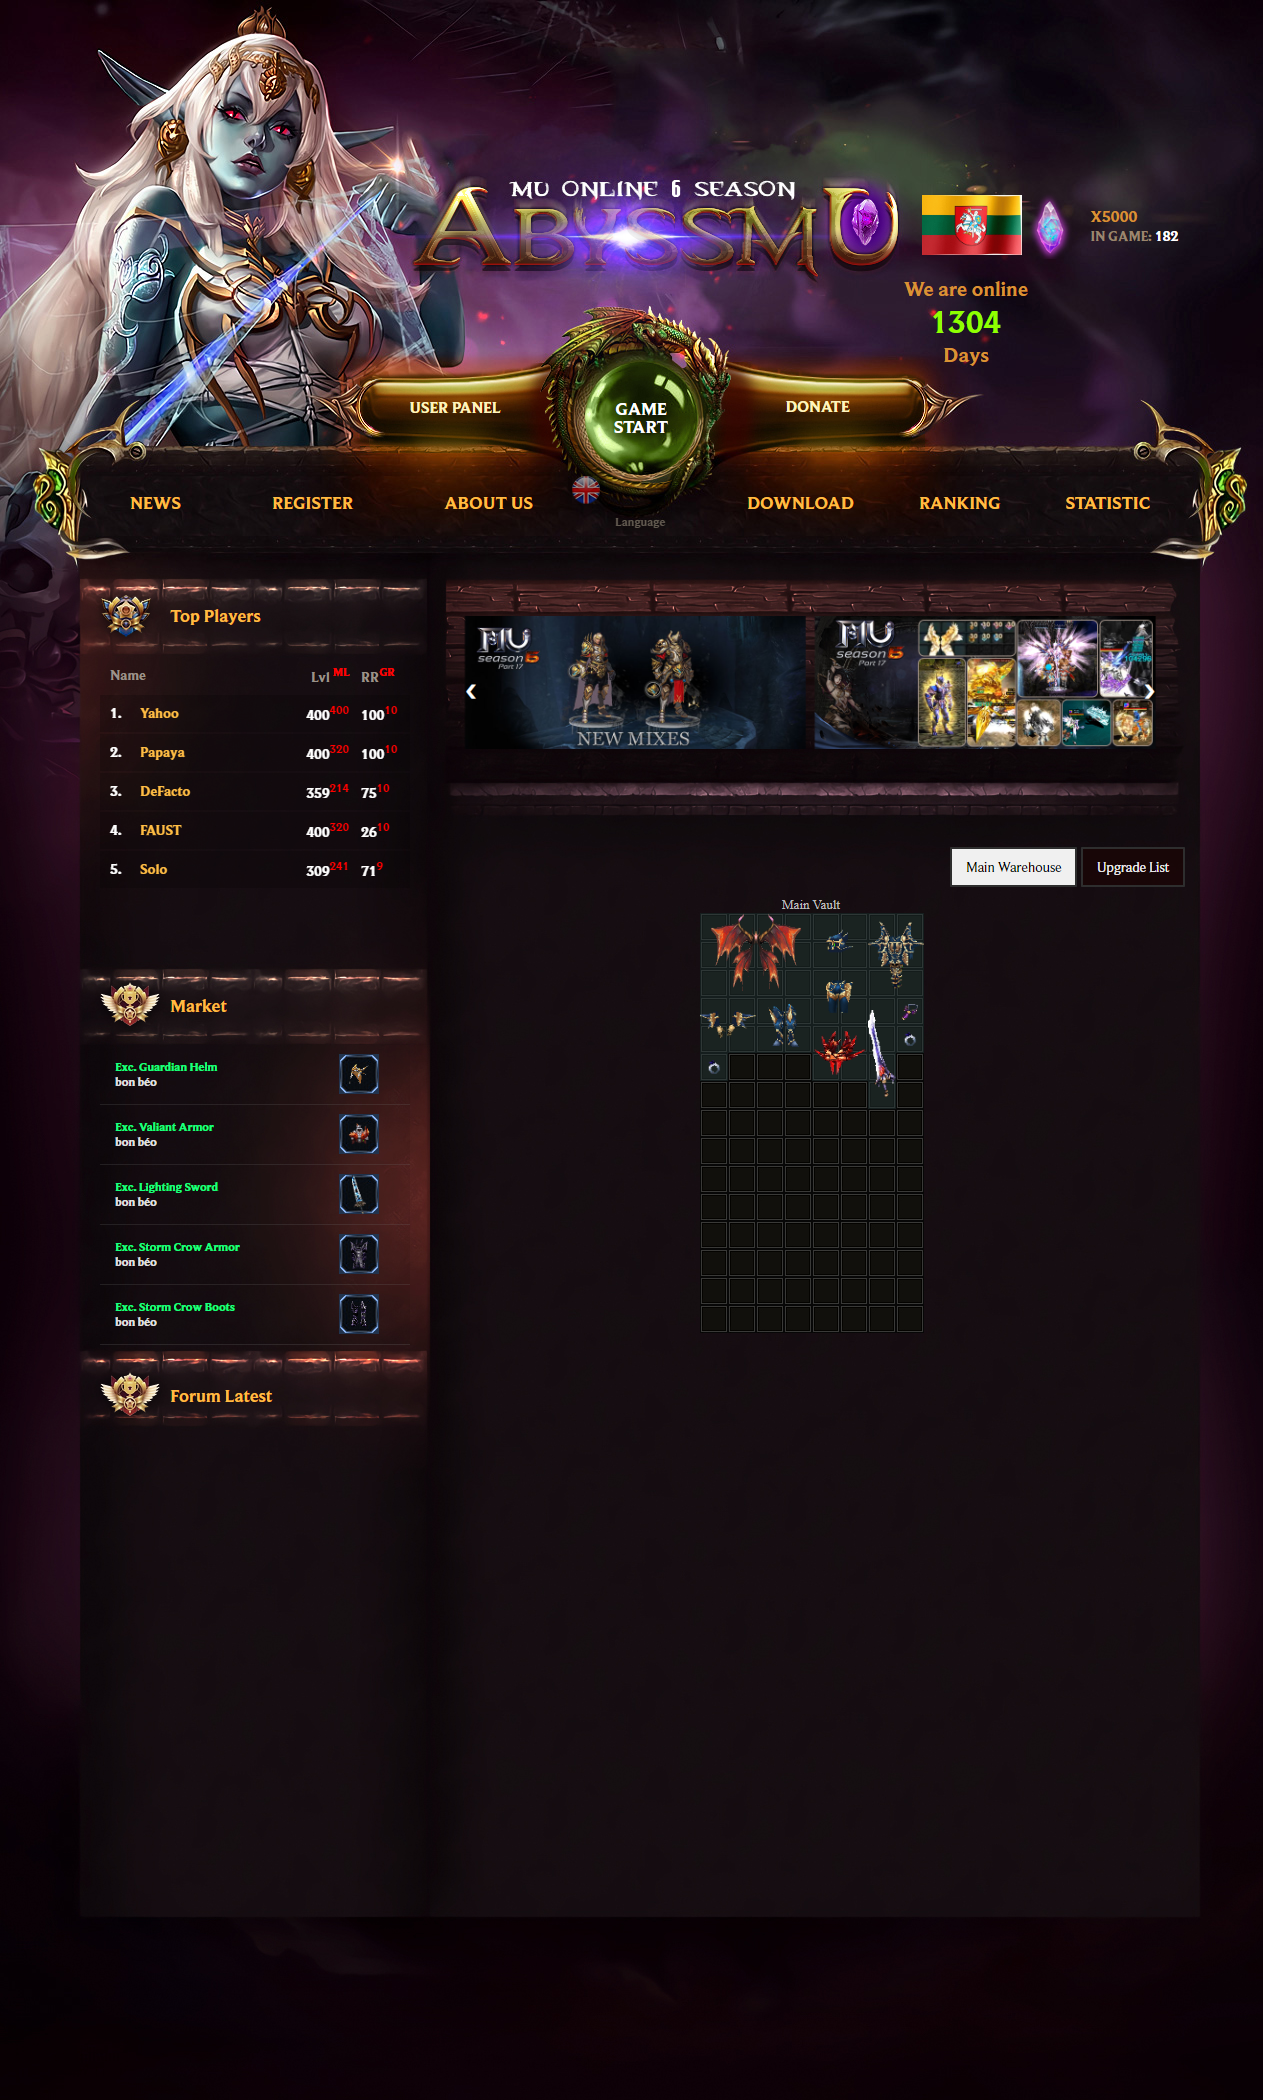 MU ONLINE 6 SEASON
ABYSSMU
X5000
IN GAME: 182
We are online
1304
Days
USER PANEL
GAME
START
DONATE
NEWS
REGISTER
ABOUT US
Language
DOWNLOAD
RANKING
STATISTIC
Top Players
Name Lvl ML RR GR
1. Yahoo 400 400 100 10
2. Papaya 400 320 100 10
3. DeFacto 359 214 75 10
4. FAUST 400 320 26 10
5. Solo 309 241 71 9
Market
Exc. Guardian Helm
bon béo
Exc. Valiant Armor
bon béo
Exc. Lighting Sword
bon béo
Exc. Storm Crow Armor
bon béo
Exc. Storm Crow Boots
bon béo
Forum Latest
MU
season
Part 17
NEW MIXES
MU
season
Part 17
Main Warehouse
Upgrade List
Main Vault